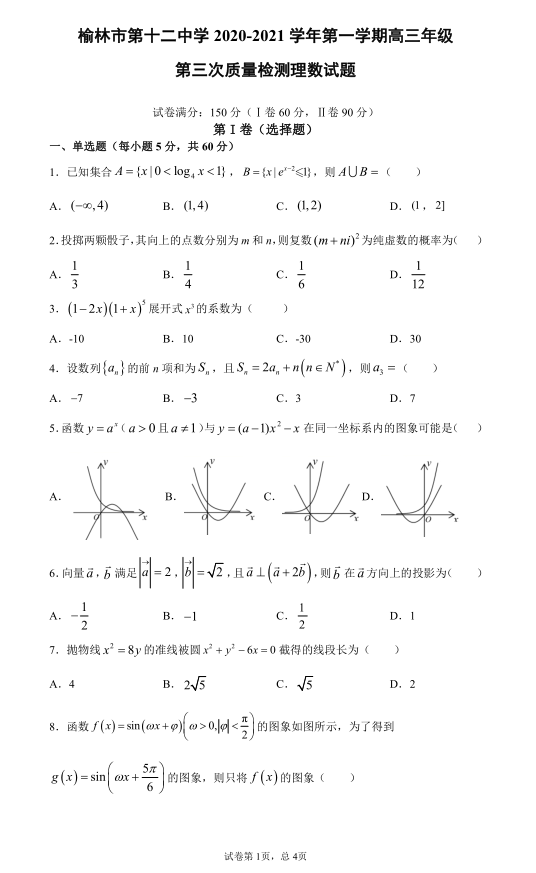 榆林市第十二中学 2020-2021 学年第一学期高三年级
第三次质量检测理数试题
试卷满分：150 分（Ⅰ卷 60 分，Ⅱ卷 90 分）
第 Ⅰ 卷（选择题）
一、单选题（每小题 5 分，共 60 分）
1．已知集合 A = {x | 0 < log₄ x < 1}，B = {x | eˣ⁻² ⩽ 1}，则 A ∪ B =（ ）
A．(−∞, 4) B．(1, 4) C．(1, 2) D．(1，2]
2.投掷两颗骰子,其向上的点数分别为 m 和 n,则复数 (m + ni)² 为纯虚数的概率为( )
A．1/3 B．1/4 C．1/6 D．1/12
3．(1−2x)(1+x)⁵ 展开式 x³ 的系数为（ ）
A．-10 B．10 C．-30 D．30
4．设数列{aₙ}的前 n 项和为 Sₙ，且 Sₙ = 2aₙ + n(n∈N*)，则 a₃ =（ ）
A．−7 B．−3 C．3 D．7
5.函数 y = aˣ（a > 0 且 a ≠ 1）与 y = (a−1)x² − x 在同一坐标系内的图象可能是( )
A． y O x B． y O x C． y O x D． y O x
6.向量 a⃗，b⃗ 满足 |a⃗| = 2，|b⃗| = √2，且 a⃗ ⊥ (a⃗ + 2b⃗)，则 b⃗ 在 a⃗ 方向上的投影为( )
A．−1/2 B．−1 C．1/2 D．1
7．抛物线 x² = 8y 的准线被圆 x² + y² − 6x = 0 截得的线段长为（ ）
A．4 B．2√5 C．√5 D．2
8．函数 f(x) = sin(ωx+φ)(ω > 0, |φ| < π/2) 的图象如图所示，为了得到
g(x) = sin(ωx + 5π/6) 的图象，则只将 f(x) 的图象（ ）
试卷第 1页，总 4页